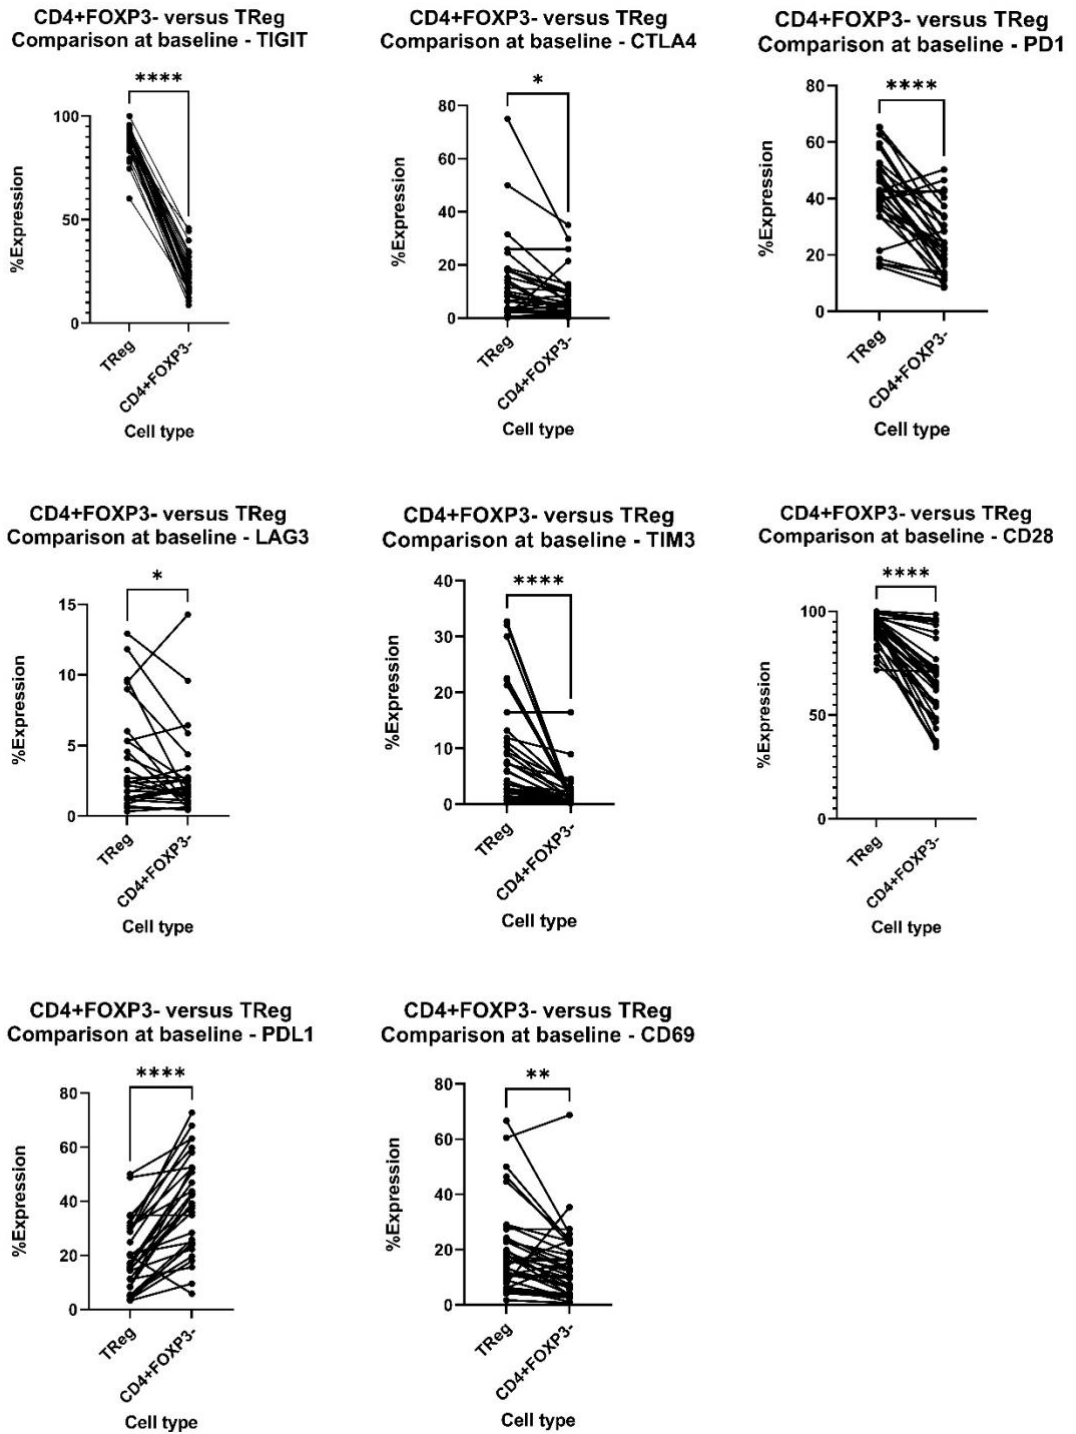 CD4+FOXP3- versus TReg
Comparison at baseline - TIGIT
****
100
50
0
%Expression
TReg
CD4+FOXP3-
Cell type
CD4+FOXP3- versus TReg
Comparison at baseline - CTLA4
*
80
60
40
20
0
%Expression
TReg
CD4+FOXP3-
Cell type
CD4+FOXP3- versus TReg
Comparison at baseline - PD1
****
80
60
40
20
0
%Expression
TReg
CD4+FOXP3-
Cell type
CD4+FOXP3- versus TReg
Comparison at baseline - LAG3
*
15
10
5
0
%Expression
TReg
CD4+FOXP3-
Cell type
CD4+FOXP3- versus TReg
Comparison at baseline - TIM3
****
40
30
20
10
0
%Expression
TReg
CD4+FOXP3-
Cell type
CD4+FOXP3- versus TReg
Comparison at baseline - CD28
****
100
50
0
%Expression
TReg
CD4+FOXP3-
Cell type
CD4+FOXP3- versus TReg
Comparison at baseline - PDL1
****
80
60
40
20
0
%Expression
TReg
CD4+FOXP3-
Cell type
CD4+FOXP3- versus TReg
Comparison at baseline - CD69
**
80
60
40
20
0
%Expression
TReg
CD4+FOXP3-
Cell type